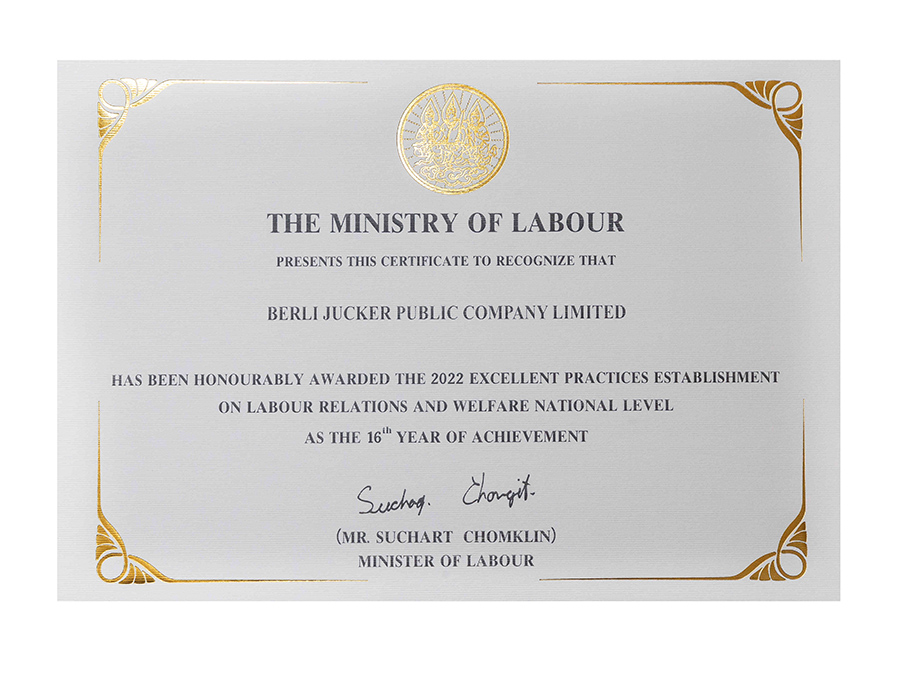 THE MINISTRY OF LABOUR
PRESENTS THIS CERTIFICATE TO RECOGNIZE THAT
BERLI JUCKER PUBLIC COMPANY LIMITED
HAS BEEN HONOURABLY AWARDED THE 2022 EXCELLENT PRACTICES ESTABLISHMENT
ON LABOUR RELATIONS AND WELFARE NATIONAL LEVEL
AS THE 16th YEAR OF ACHIEVEMENT
(MR. SUCHART CHOMKLIN)
MINISTER OF LABOUR